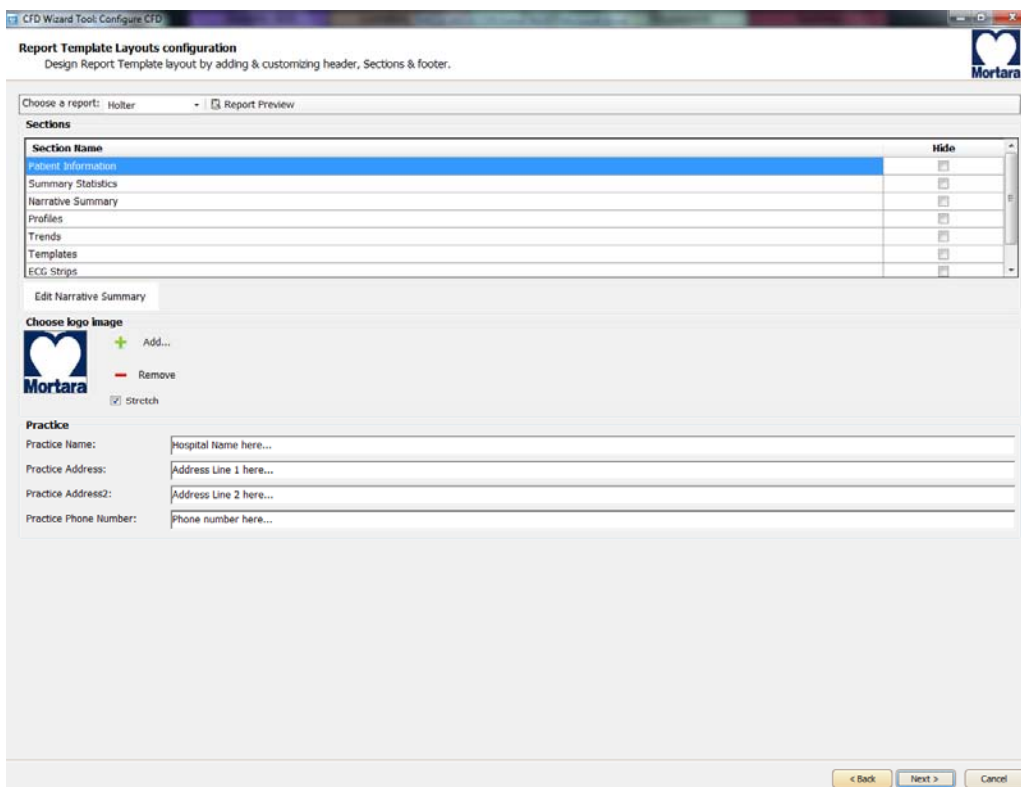 CFD Wizard Tool: Configure CFD
Report Template Layouts configuration
Design Report Template layout by adding & customizing header, Sections & footer.
Mortara
Choose a report: Holter Report Preview
Sections
Section Name Hide
Patient Information
Summary Statistics
Narrative Summary
Profiles
Trends
Templates
ECG Strips
Edit Narrative Summary
Choose logo image
Mortara
Add...
Remove
Stretch
Practice
Practice Name: Hospital Name here...
Practice Address: Address Line 1 here...
Practice Address2: Address Line 2 here...
Practice Phone Number: Phone number here...
< Back Next > Cancel